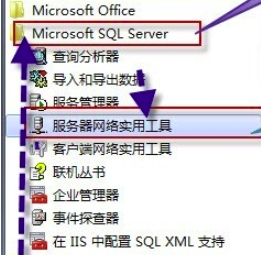 Microsoft Office
Microsoft SQL Server
查询分析器
导入和导出数据
服务管理器
服务器网络实用工具
客户端网络实用工具
联机丛书
企业管理器
事件探查器
在 IIS 中配置 SQL XML 支持